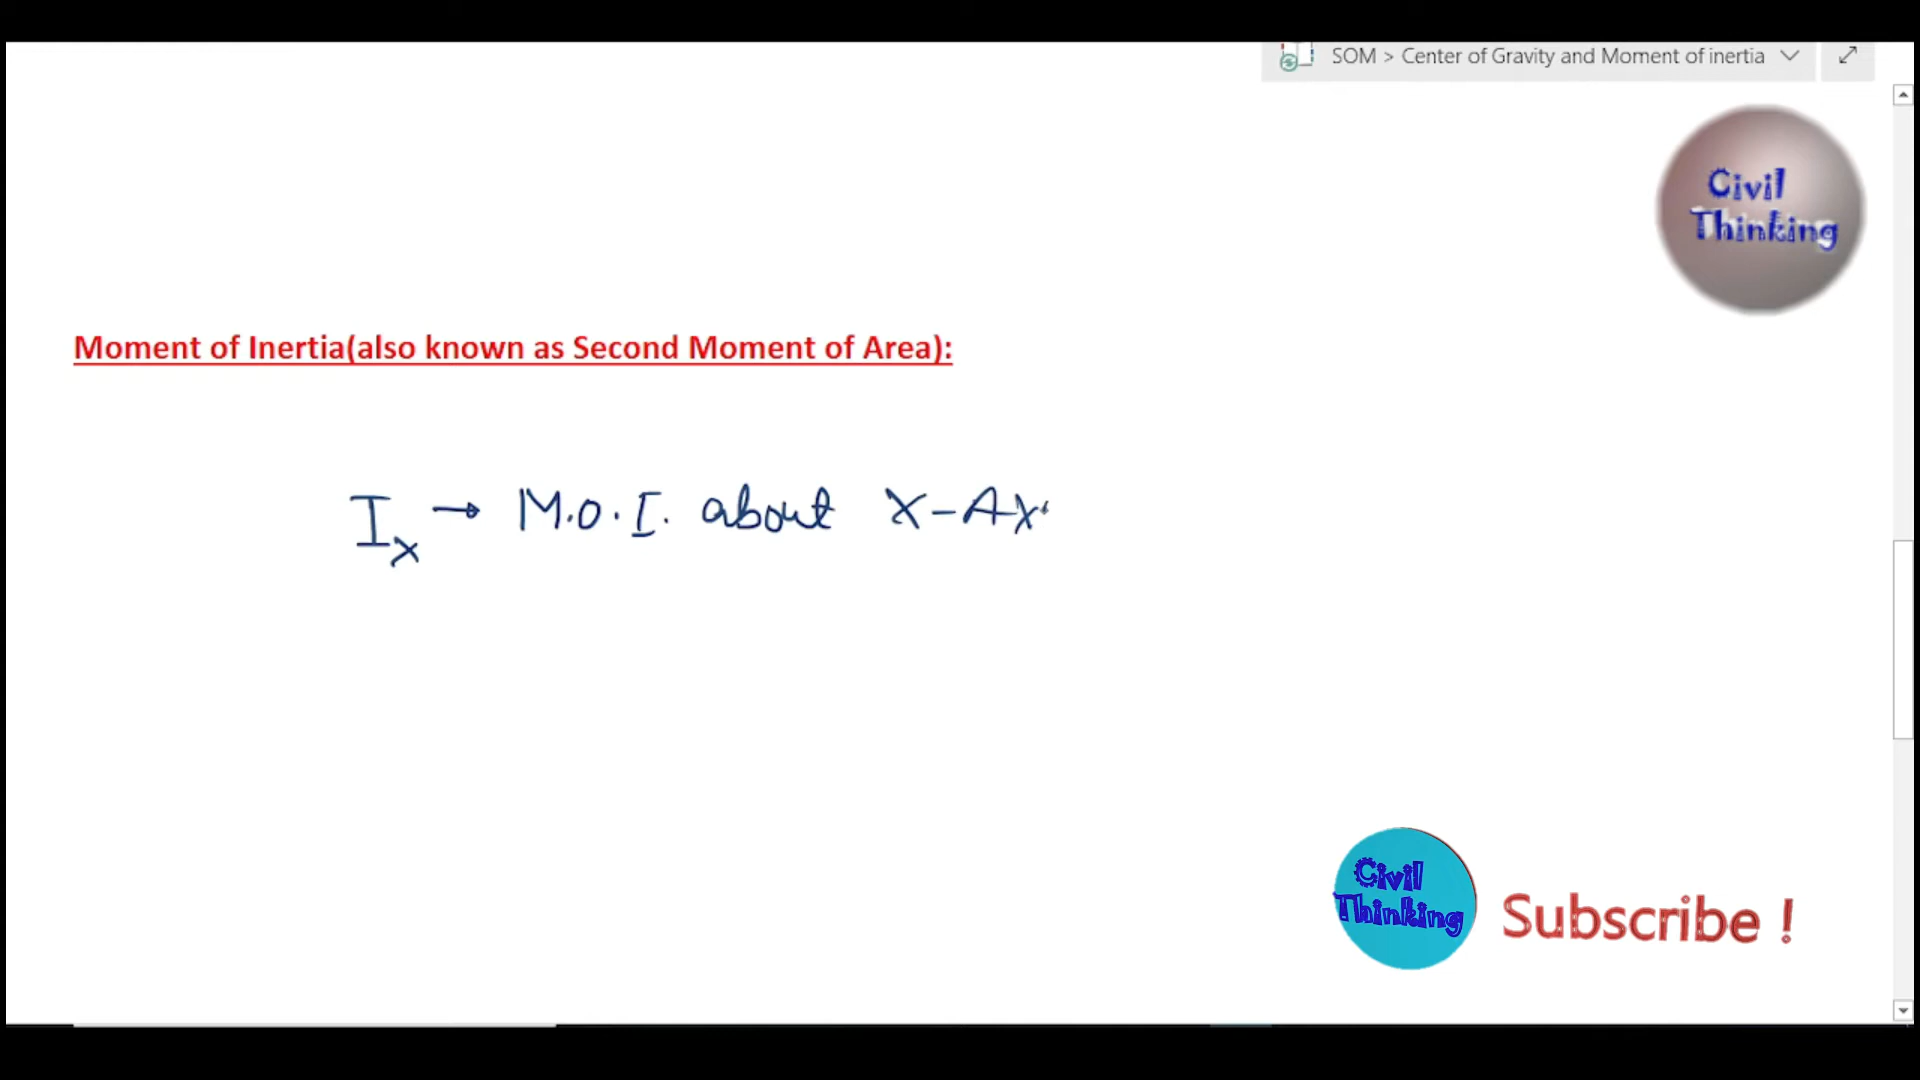 SOM > Center of Gravity and Moment of inertia
Civil
Thinking
Moment of Inertia(also known as Second Moment of Area):
Ix → M.O.I. about X-Ax
Civil
Thinking
Subscribe !